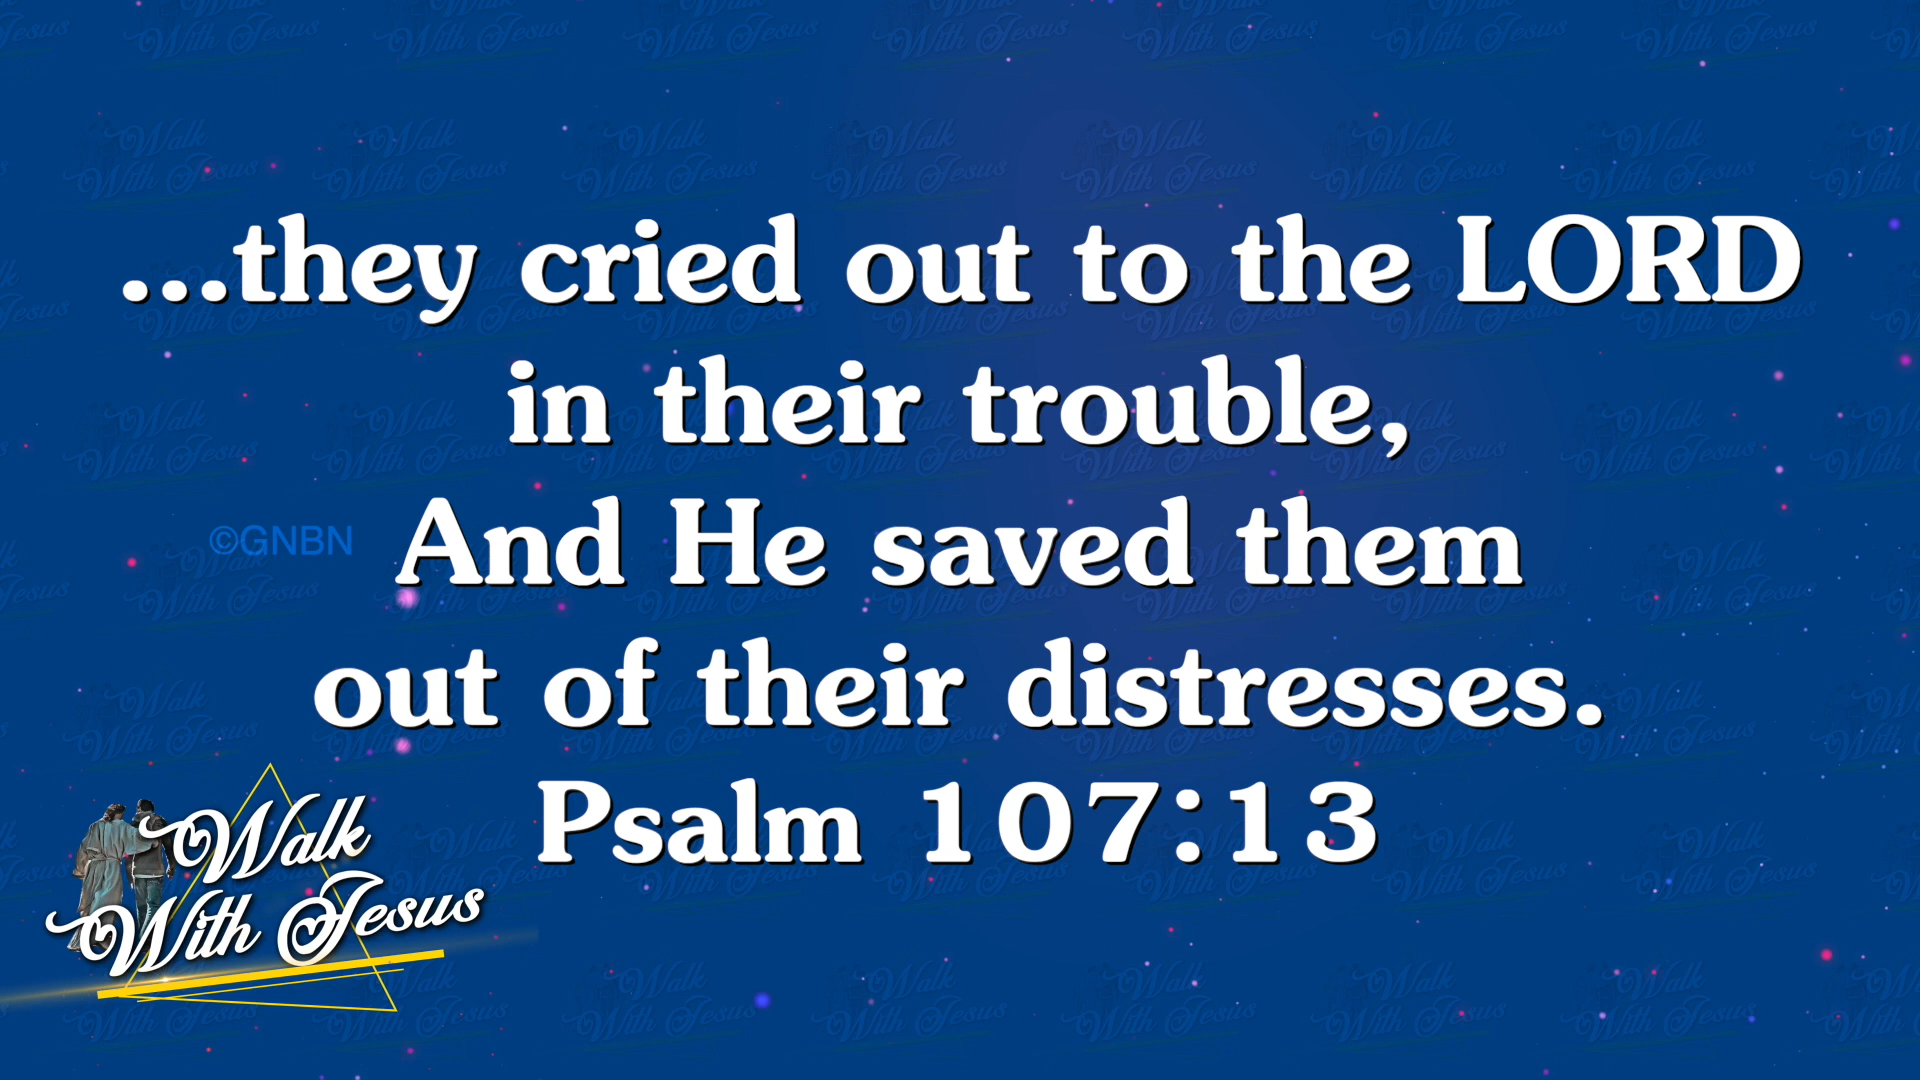 ...they cried out to the LORD
in their trouble,
And He saved them
out of their distresses.
Psalm 107:13
©GNBN
Walk
With Jesus